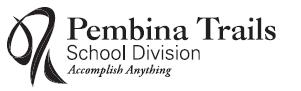 Pembina Trails
School Division
Accomplish Anything